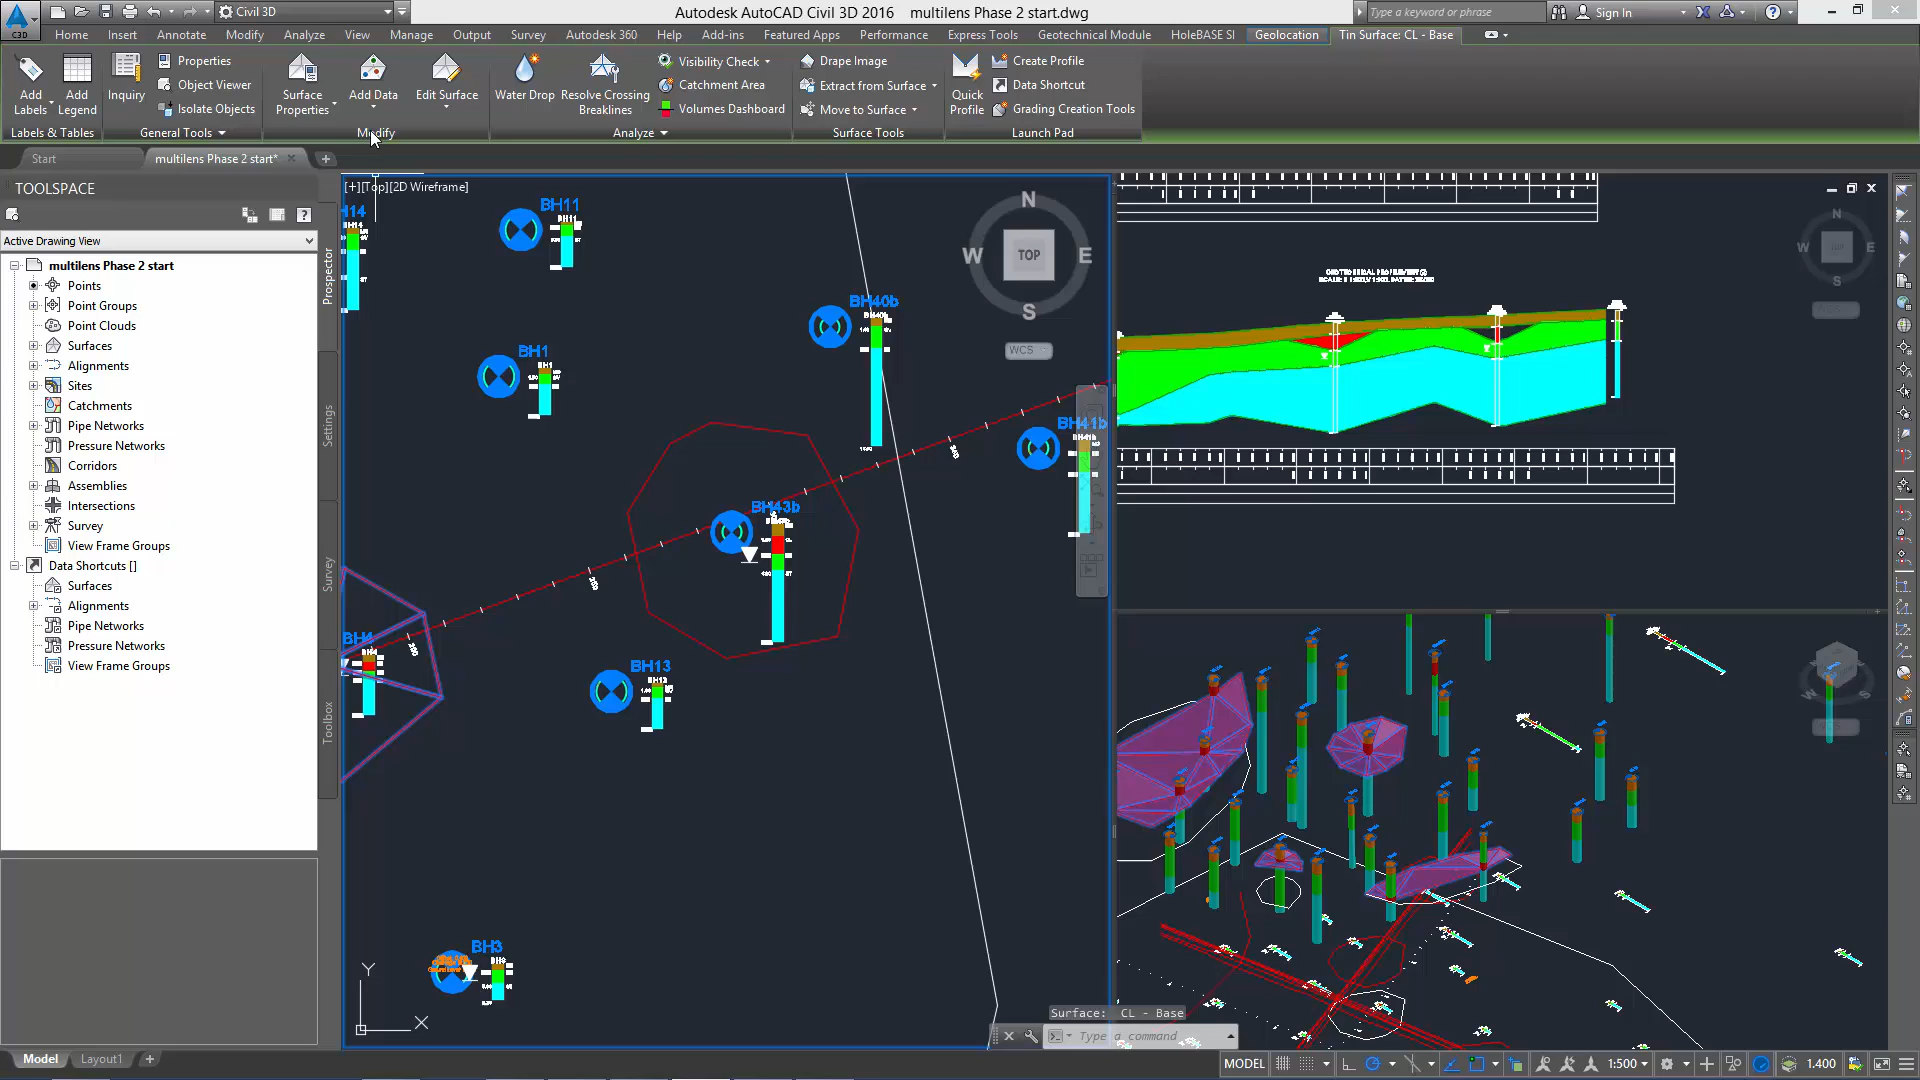 C3D
Civil 3D
Autodesk AutoCAD Civil 3D 2016 multilens Phase 2 start.dwg
Type a keyword or phrase
Sign In
Home Insert Annotate Modify Analyze View Manage Output Survey Autodesk 360 Help Add-ins Featured Apps Performance Express Tools Geotechnical Module HoleBASE SI Geolocation Tin Surface: CL - Base
Add Labels
Add Legend
Inquiry
Properties
Object Viewer
Isolate Objects
Surface Properties
Add Data
Edit Surface
Water Drop
Resolve Crossing Breaklines
Visibility Check
Catchment Area
Volumes Dashboard
Drape Image
Extract from Surface
Move to Surface
Quick Profile
Create Profile
Data Shortcut
Grading Creation Tools
Labels & Tables General Tools Modify Analyze Surface Tools Launch Pad
Start multilens Phase 2 start*
TOOLSPACE
Active Drawing View
multilens Phase 2 start
Points
Point Groups
Point Clouds
Surfaces
Alignments
Sites
Catchments
Pipe Networks
Pressure Networks
Corridors
Assemblies
Intersections
Survey
View Frame Groups
Data Shortcuts []
Surfaces
Alignments
Pipe Networks
Pressure Networks
View Frame Groups
Prospector
Settings
Survey
Toolbox
[+][Top][2D Wireframe]
BH11
BH11
BH40b
BH1
BH1
BH41b
BH43b
BH13
BH13
BH4
BH3
N
W TOP E
S
WCS
N
W E
S
W S
Y
X
Surface: CL - Base
Type a command
Model Layout1
MODEL 1:500 1.400